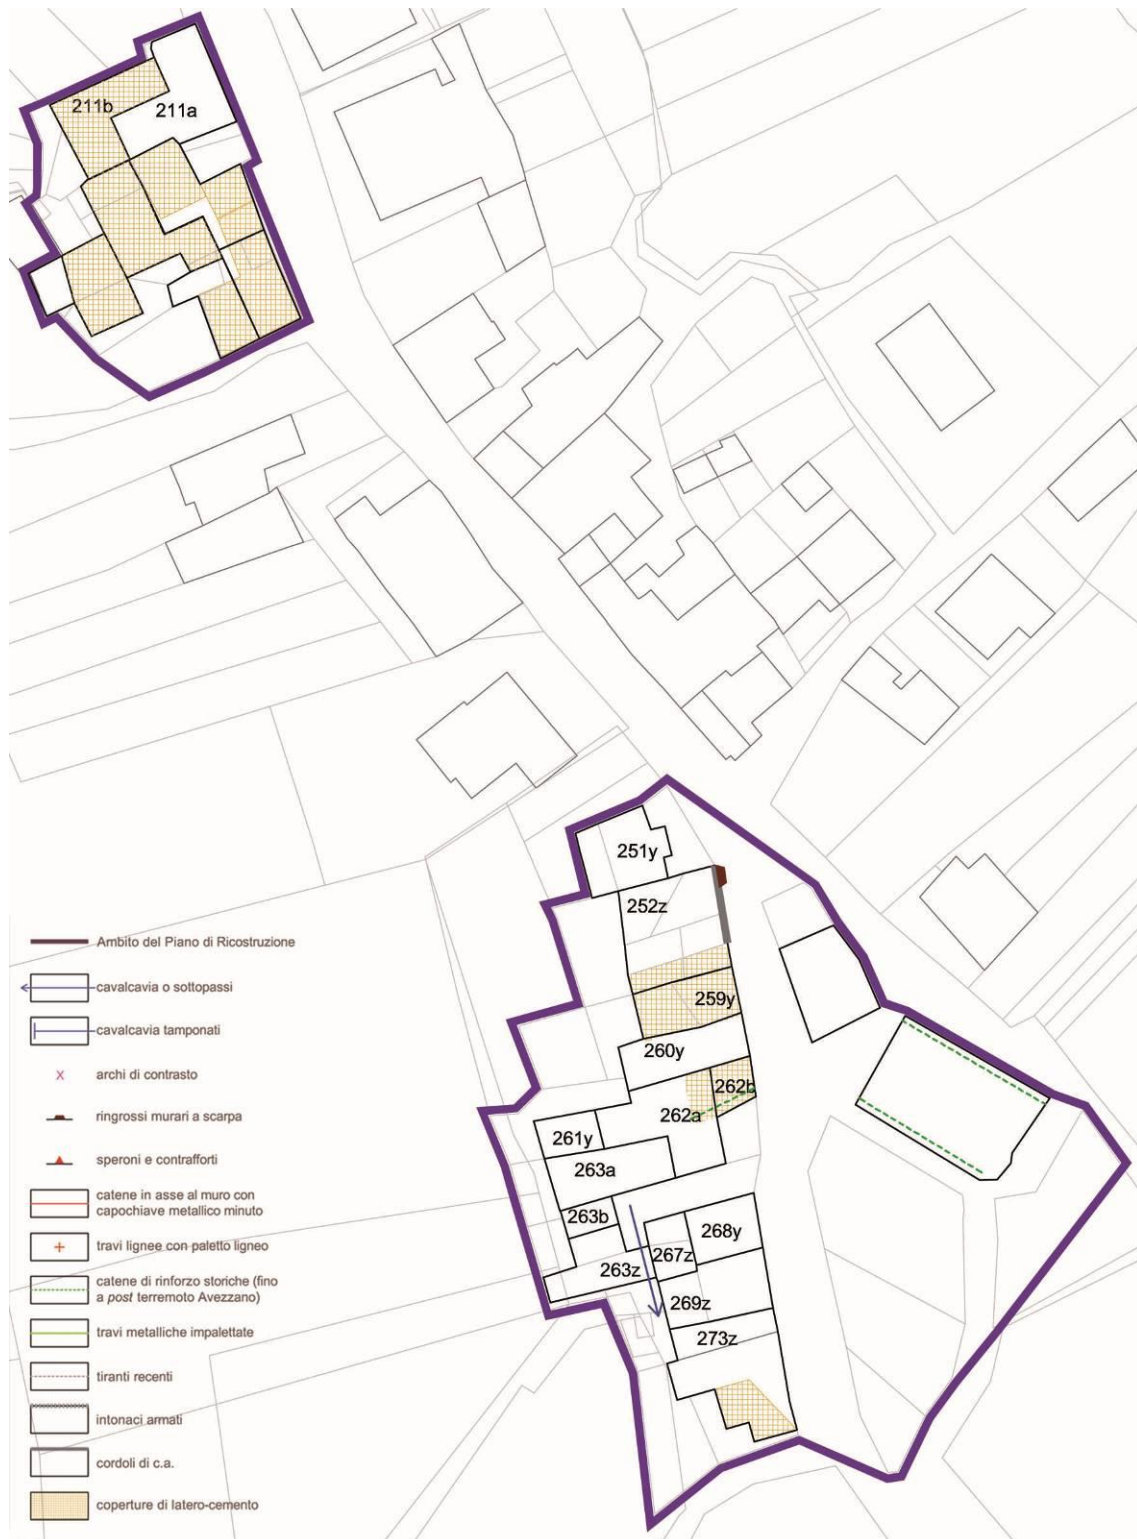 211b
211a
251y
252z
259y
260y
262b
262a
261y
263a
263b
268y
267z
263z
269z
273z
Ambito del Piano di Ricostruzione
cavalcavia o sottopassi
cavalcavia tamponati
x archi di contrasto
ringrossi murari a scarpa
speroni e contrafforti
catene in asse al muro con
capochiave metallico minuto
+ travi lignee con paletto ligneo
catene di rinforzo storiche (fino
a post terremoto Avezzano)
travi metalliche impalettate
tiranti recenti
intonaci armati
cordoli di c.a.
coperture di latero-cemento